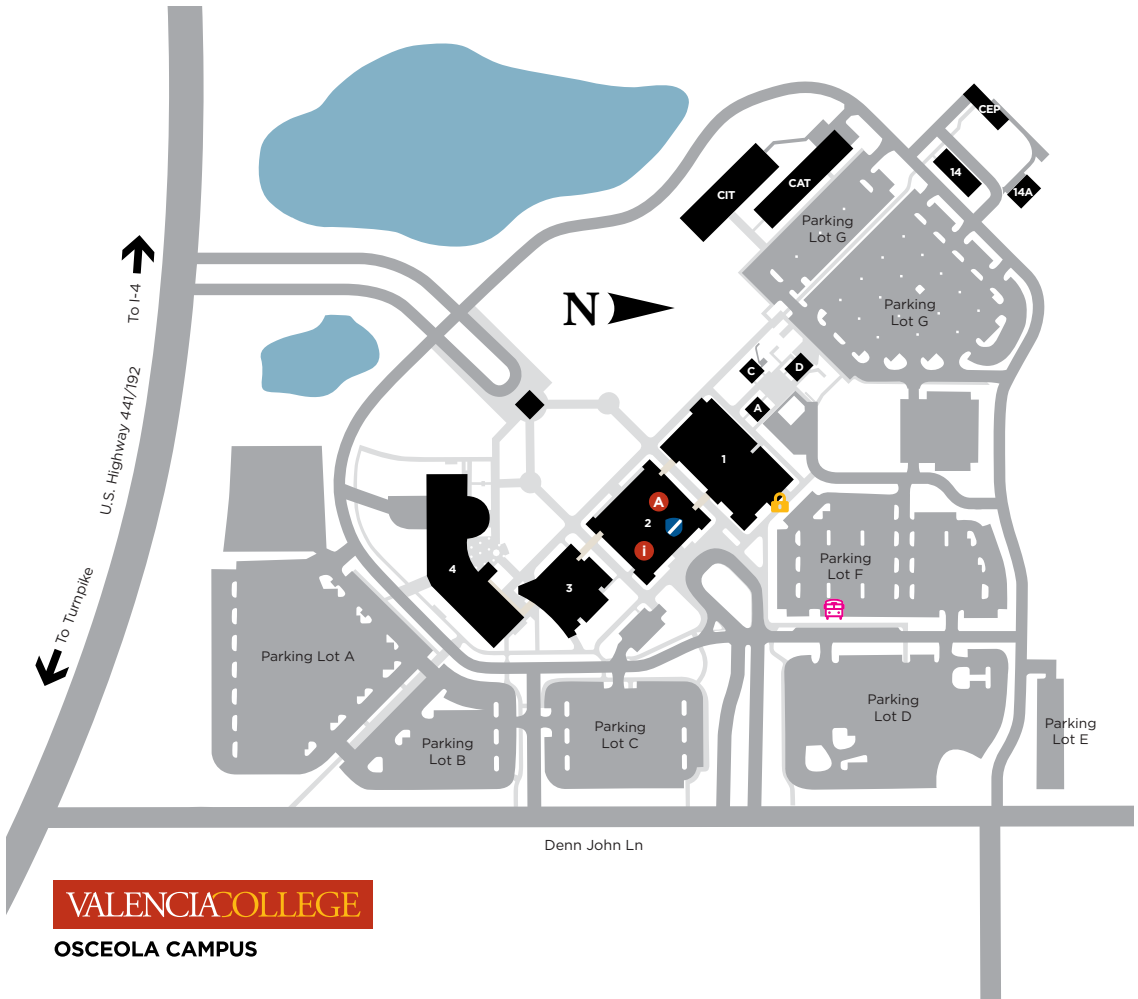 CEP
14
14A
CIT
CAT
Parking
Lot G
Parking
Lot G
To I-4
N
U.S. Highway 441/192
C
D
A
1
A
2
i
3
4
Parking
Lot F
To Turnpike
Parking Lot A
Parking
Lot B
Parking
Lot C
Parking
Lot D
Parking
Lot E
Denn John Ln
VALENCIACOLLEGE
OSCEOLA CAMPUS